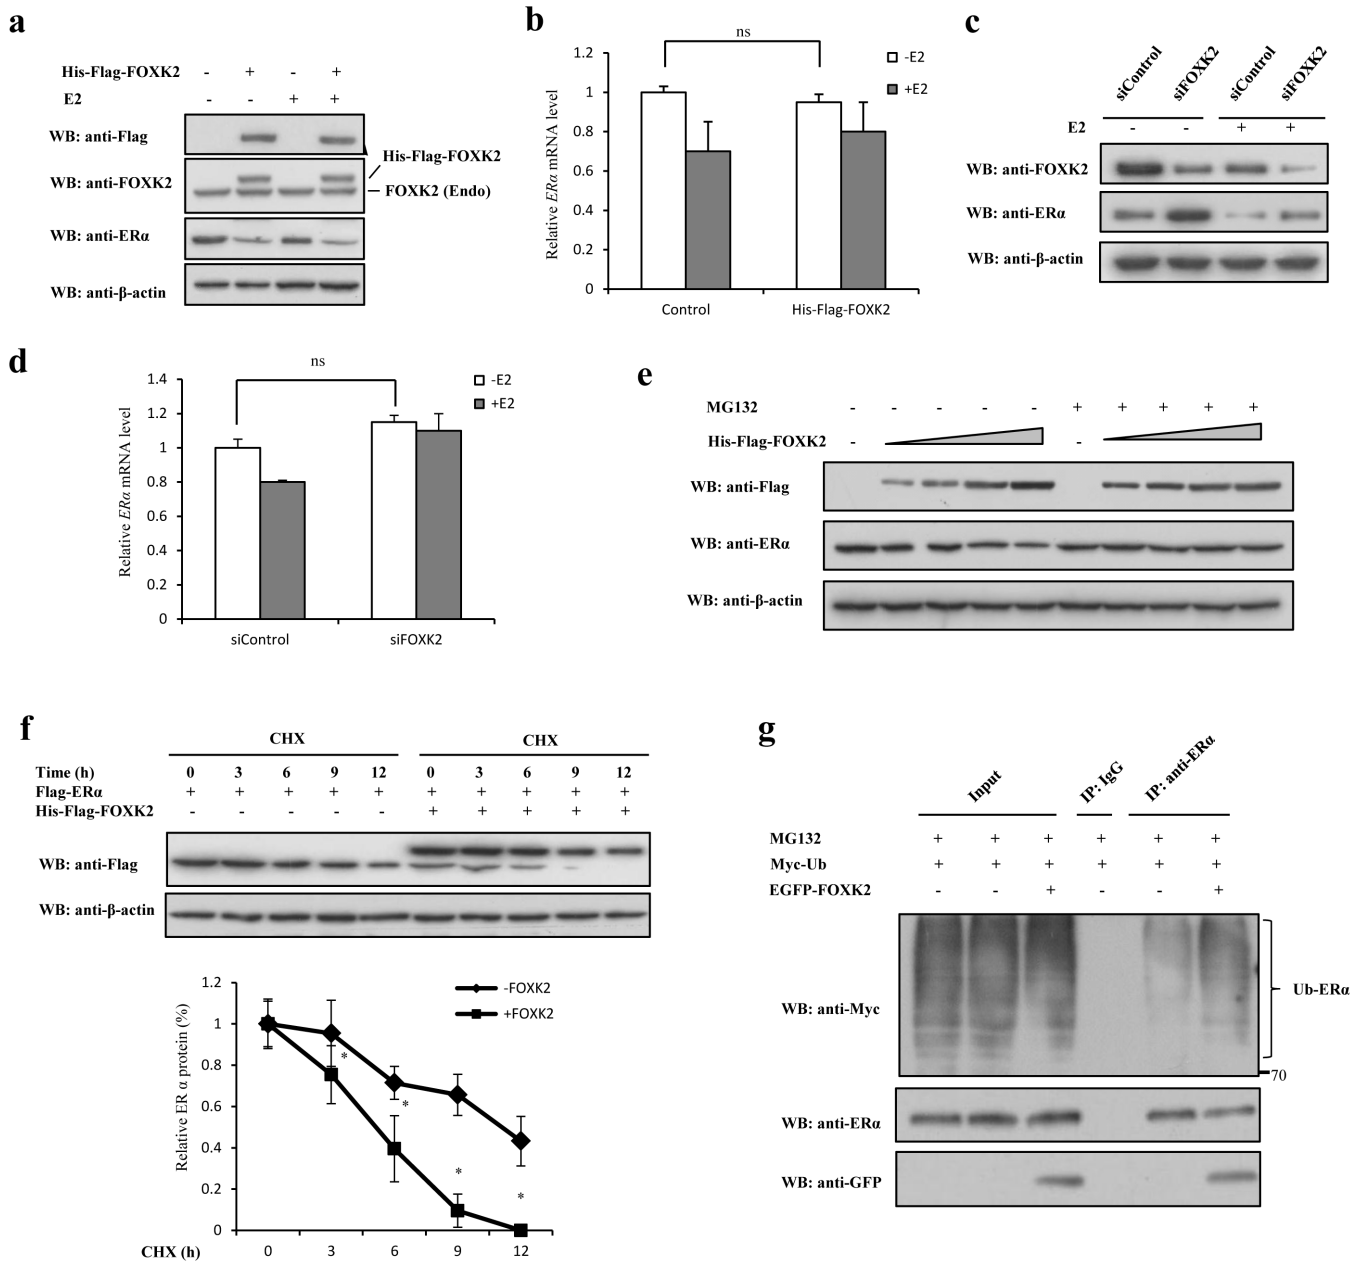 a
His-Flag-FOXK2 - + - +
E2 - - + +
WB: anti-Flag
His-Flag-FOXK2
WB: anti-FOXK2
FOXK2 (Endo)
WB: anti-ERα
WB: anti-β-actin
b
ns
-E2
+E2
Relative ERα mRNA level
1.2
1
0.8
0.6
0.4
0.2
0
Control His-Flag-FOXK2
c
siControl siFOXK2 siControl siFOXK2
E2 - - + +
WB: anti-FOXK2
WB: anti-ERα
WB: anti-β-actin
d
ns
-E2
+E2
Relative ERα mRNA level
1.4
1.2
1
0.8
0.6
0.4
0.2
0
siControl siFOXK2
e
MG132 - - - - - + + + + +
His-Flag-FOXK2 - -
WB: anti-Flag
WB: anti-ERα
WB: anti-β-actin
f
CHX CHX
Time (h) 0 3 6 9 12 0 3 6 9 12
Flag-ERα + + + + + + + + + +
His-Flag-FOXK2 - - - - - + + + + +
WB: anti-Flag
WB: anti-β-actin
-FOXK2
+FOXK2
Relative ER α protein (%)
1.2
1
0.8
0.6
0.4
0.2
0
* * * *
CHX (h) 0 3 6 9 12
g
Input IP: IgG IP: anti-ERα
MG132 + + + + + +
Myc-Ub + + + + + +
EGFP-FOXK2 - - + - - +
WB: anti-Myc
Ub-ERα
70
WB: anti-ERα
WB: anti-GFP